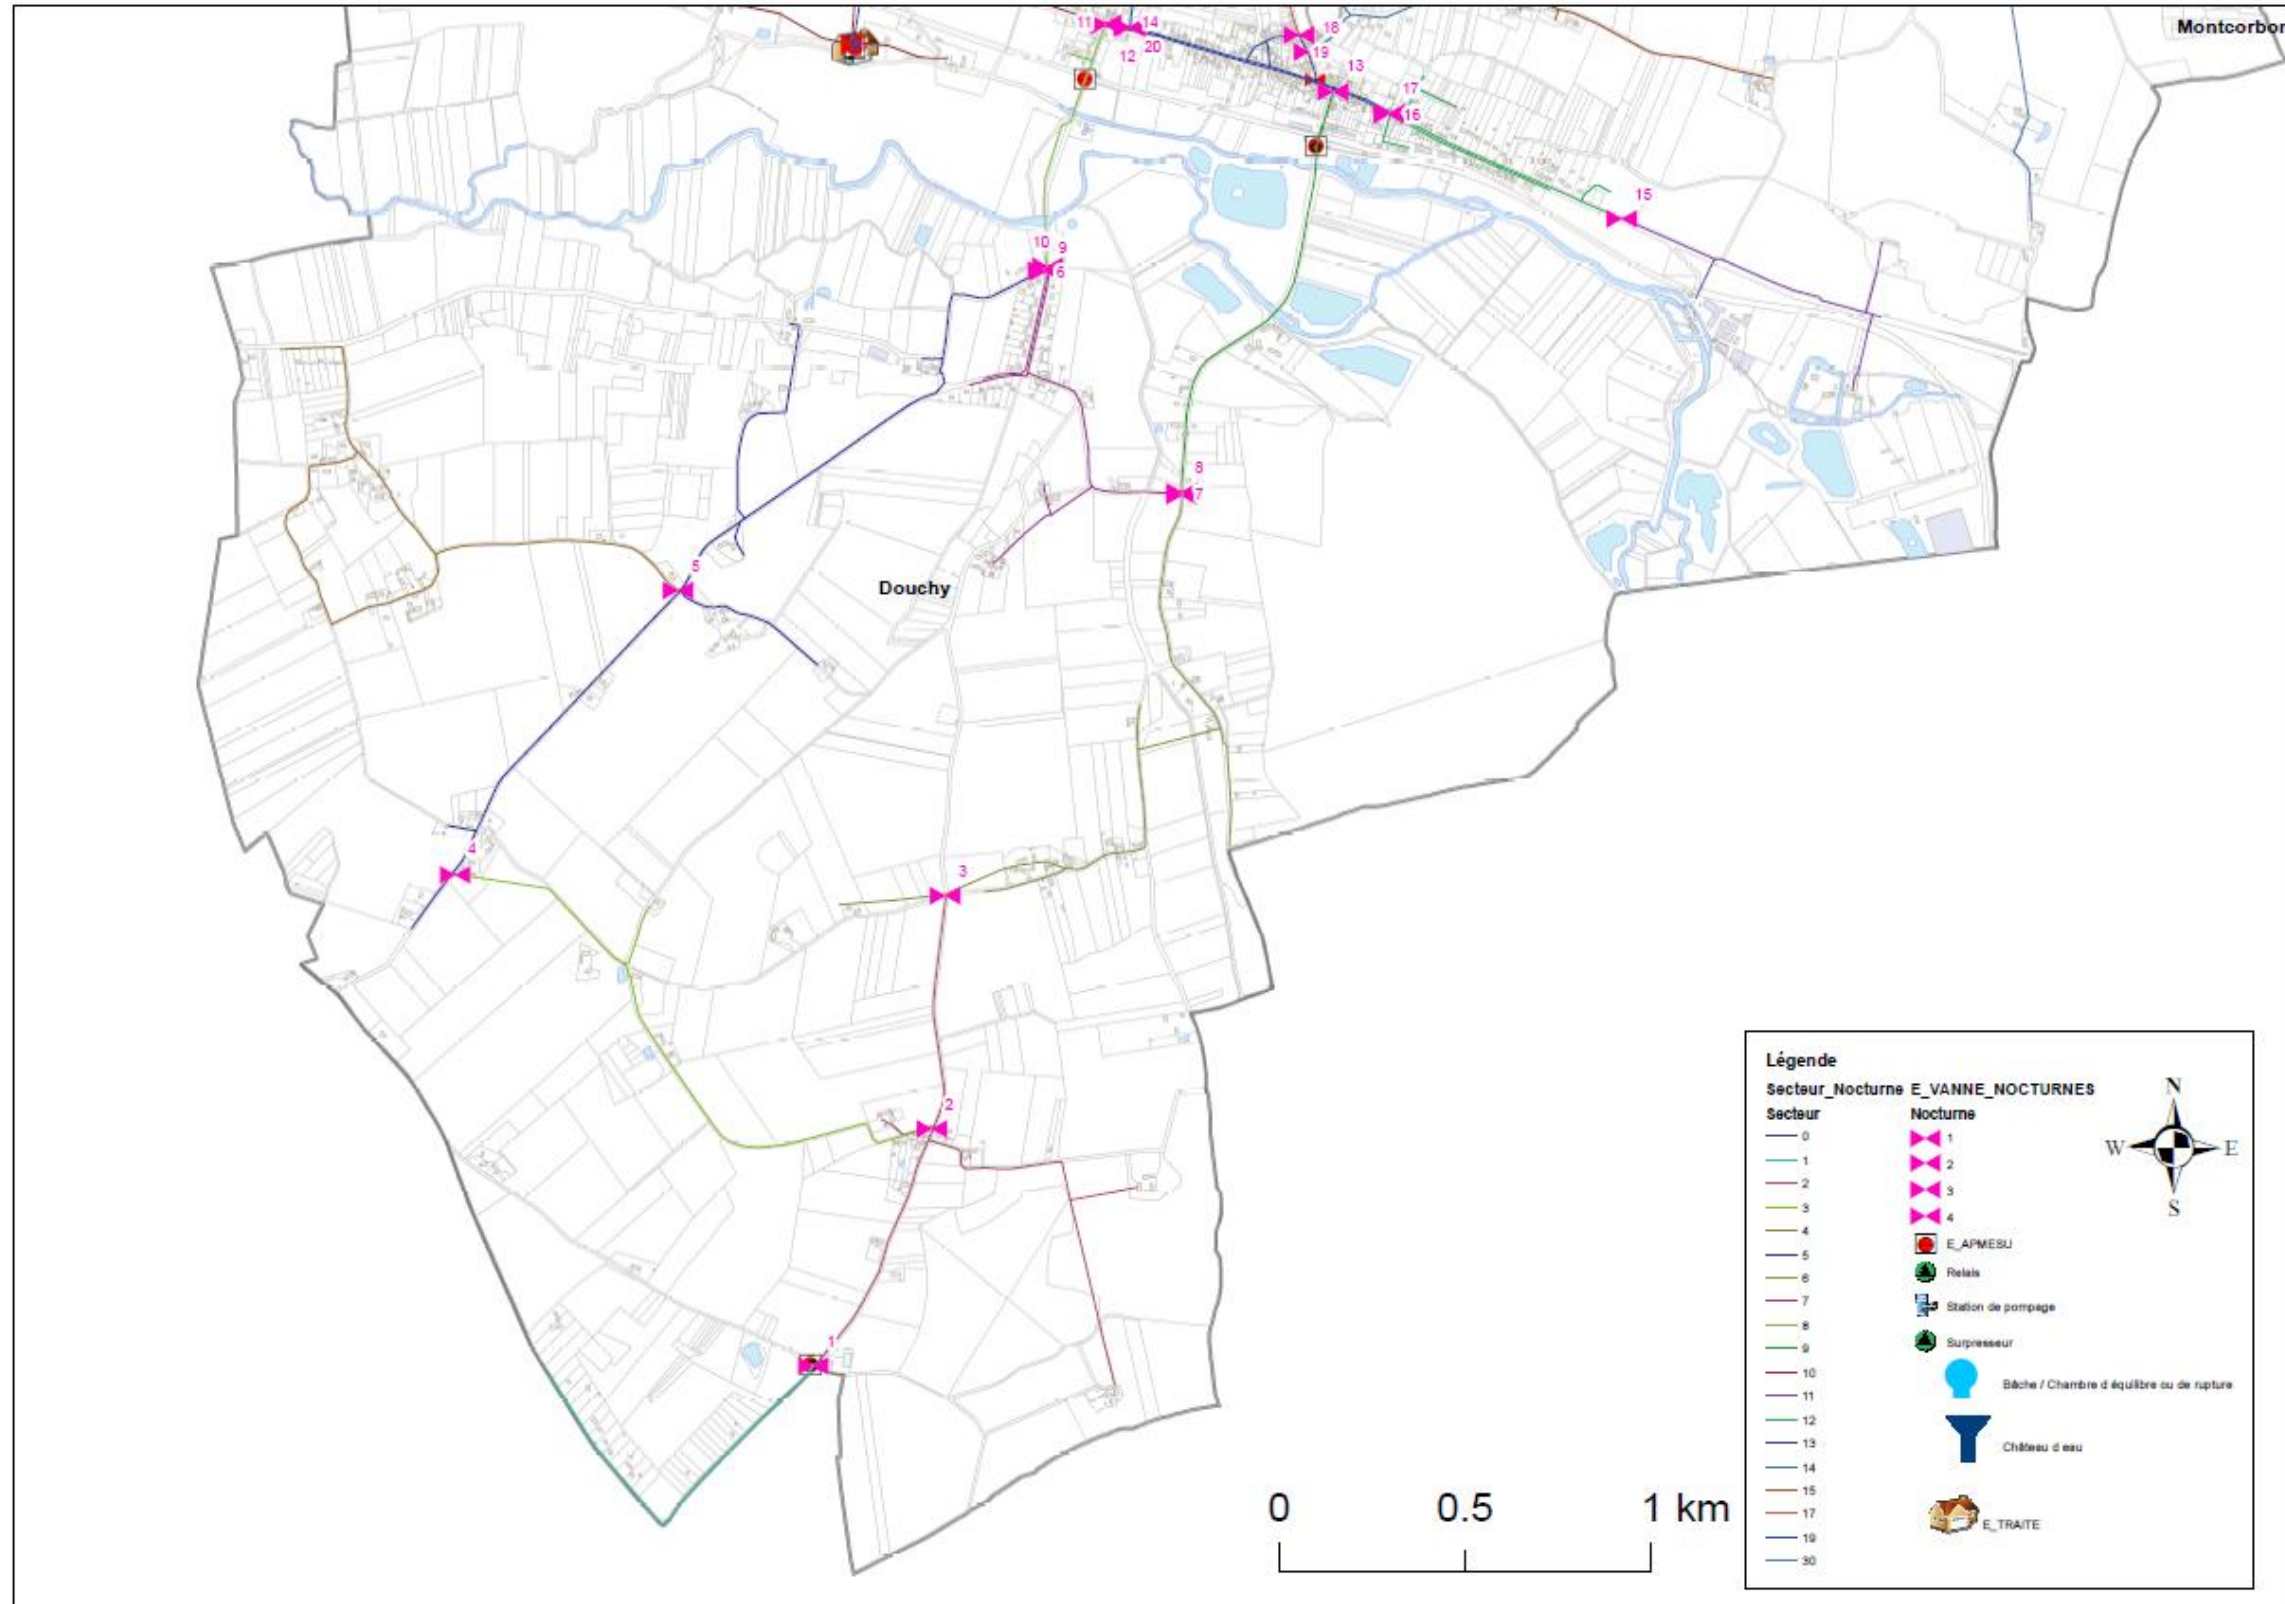 Montcorbon
11
14
18
20
12
19
13
17
16
15
10
9
6
8
7
5
Douchy
4
3
2
1
Légende
Secteur_Nocturne E_VANNE_NOCTURNES
Secteur Nocturne
0
1
2
3
4
5
6
7
8
9
10
11
12
13
14
15
17
19
30
1
2
3
4
E_APMESU
Relais
Station de pompage
Surpresseur
Bâche / Chambre d équilibre ou de rupture
Château d eau
E_TRAITE
N
W E
S
0 0.5 1 km